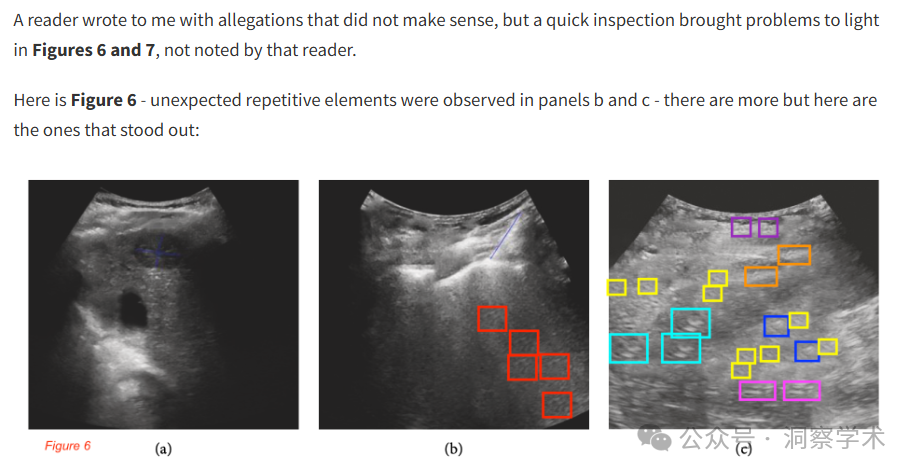 A reader wrote to me with allegations that did not make sense, but a quick inspection brought problems to light
in Figures 6 and 7, not noted by that reader.
Here is Figure 6 - unexpected repetitive elements were observed in panels b and c - there are more but here are
the ones that stood out:
Figure 6
(a)
(b)
(c)
公众号 · 洞察学术